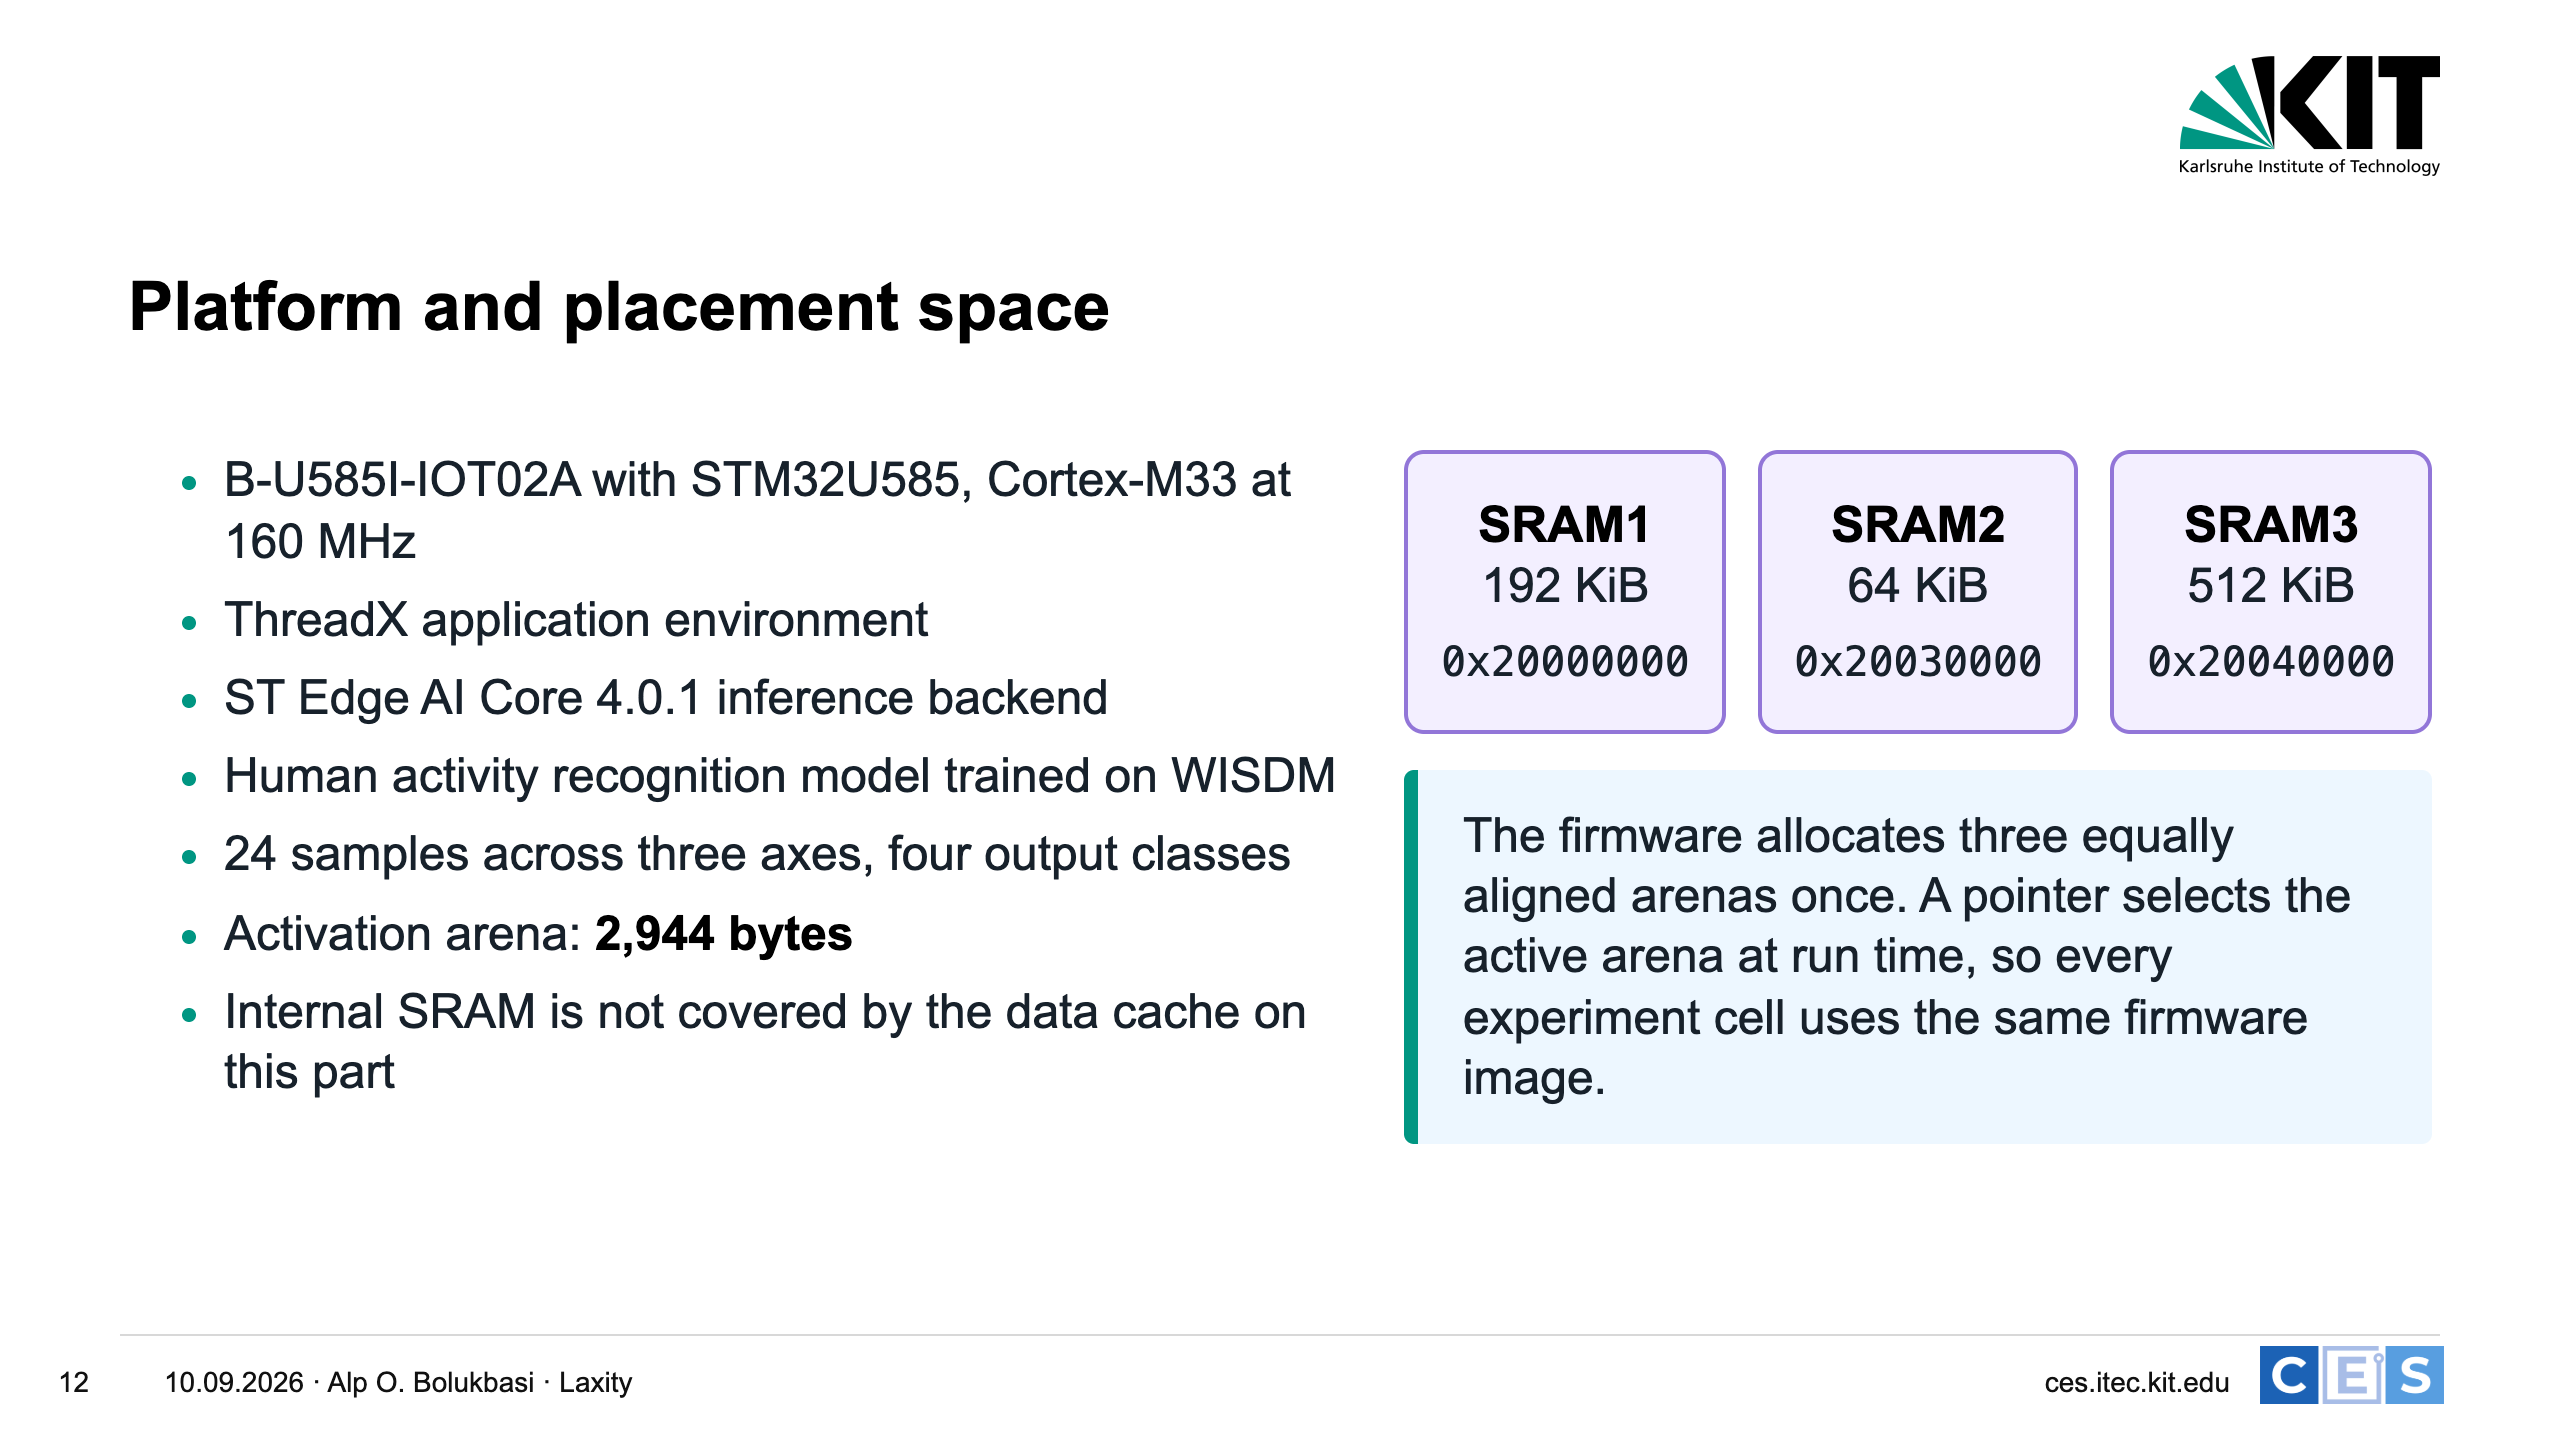 KIT
Karlsruhe Institute of Technology
Platform and placement space
• B-U585I-IOT02A with STM32U585, Cortex-M33 at
160 MHz
• ThreadX application environment
• ST Edge AI Core 4.0.1 inference backend
• Human activity recognition model trained on WISDM
• 24 samples across three axes, four output classes
• Activation arena: 2,944 bytes
• Internal SRAM is not covered by the data cache on
this part
SRAM1
192 KiB
0x20000000
SRAM2
64 KiB
0x20030000
SRAM3
512 KiB
0x20040000
The firmware allocates three equally
aligned arenas once. A pointer selects the
active arena at run time, so every
experiment cell uses the same firmware
image.
12
10.09.2026 · Alp O. Bolukbasi · Laxity
ces.itec.kit.edu
CES